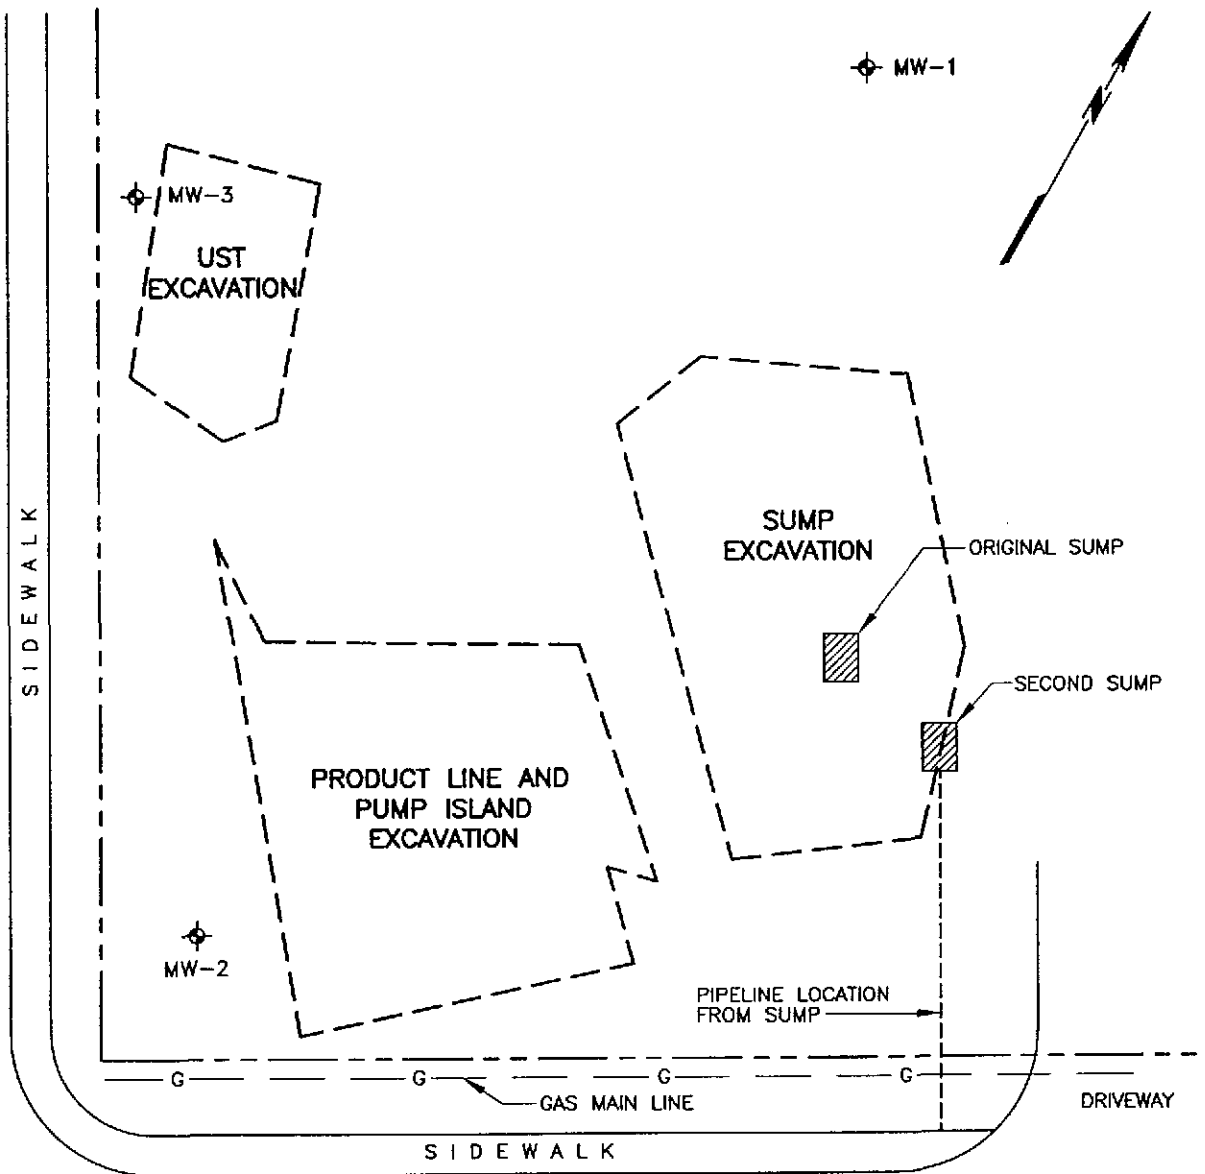 MW-1
MW-3
UST
EXCAVATION
SUMP
EXCAVATION
ORIGINAL SUMP
SIDEWALK
SECOND SUMP
PRODUCT LINE AND
PUMP ISLAND
EXCAVATION
MW-2
PIPELINE LOCATION
FROM SUMP
G
G
G
G
GAS MAIN LINE
DRIVEWAY
SIDEWALK
N